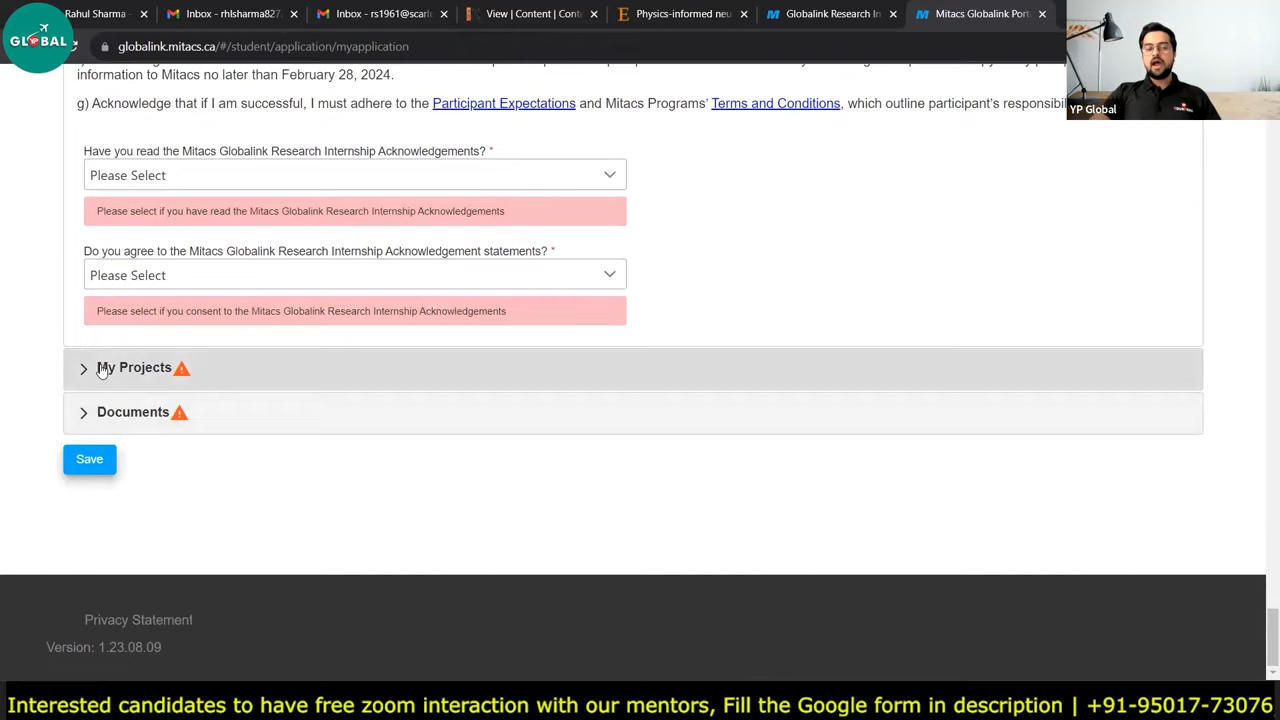 Rahul Sharma -
Inbox - rhlsharma827
Inbox - rs1961@scarle
View | Content | Cont
Physics-informed neu
Globalink Research In
Mitacs Globalink Port
GLOBAL
globalink.mitacs.ca/#/student/application/myapplication
YP Global
information to Mitacs no later than February 28, 2024.
g) Acknowledge that if I am successful, I must adhere to the Participant Expectations and Mitacs Programs' Terms and Conditions, which outline participant's responsib
Have you read the Mitacs Globalink Research Internship Acknowledgements? *
Please Select
Please select if you have read the Mitacs Globalink Research Internship Acknowledgements
Do you agree to the Mitacs Globalink Research Internship Acknowledgement statements? *
Please Select
Please select if you consent to the Mitacs Globalink Research Internship Acknowledgements
My Projects
Documents
Save
Privacy Statement
Version: 1.23.08.09
Interested candidates to have free zoom interaction with our mentors, Fill the Google form in description | +91-95017-73076